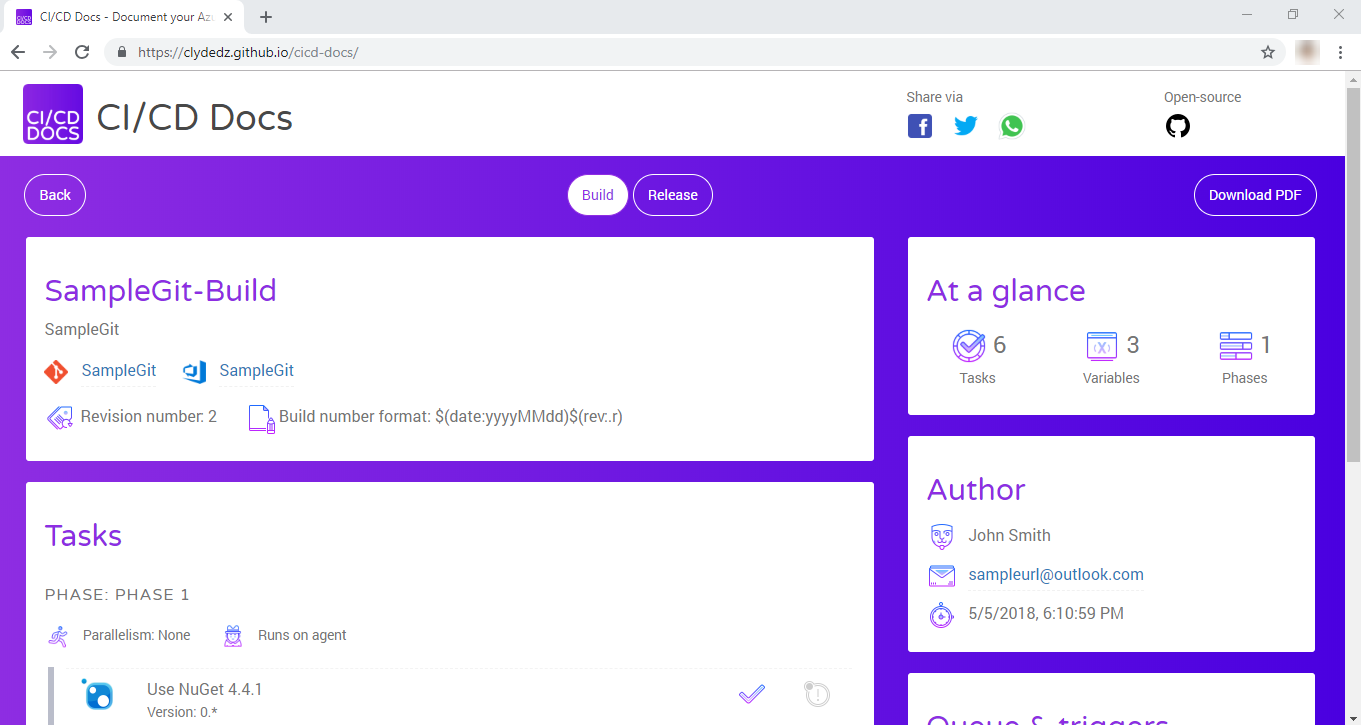 CI/CD Docs - Document your Az
https://clydedz.github.io/cicd-docs/
CI/CD
DOCS
CI/CD Docs
Share via
Open-source
Back
Build
Release
Download PDF
SampleGit-Build
SampleGit
SampleGit
SampleGit
Revision number: 2
Build number format: $(date:yyyyMMdd)$(rev:.r)
Tasks
PHASE: PHASE 1
Parallelism: None
Runs on agent
Use NuGet 4.4.1
Version: 0.*
At a glance
6
3
1
Tasks
Variables
Phases
Author
John Smith
sampleurl@outlook.com
5/5/2018, 6:10:59 PM
Queue & triggers